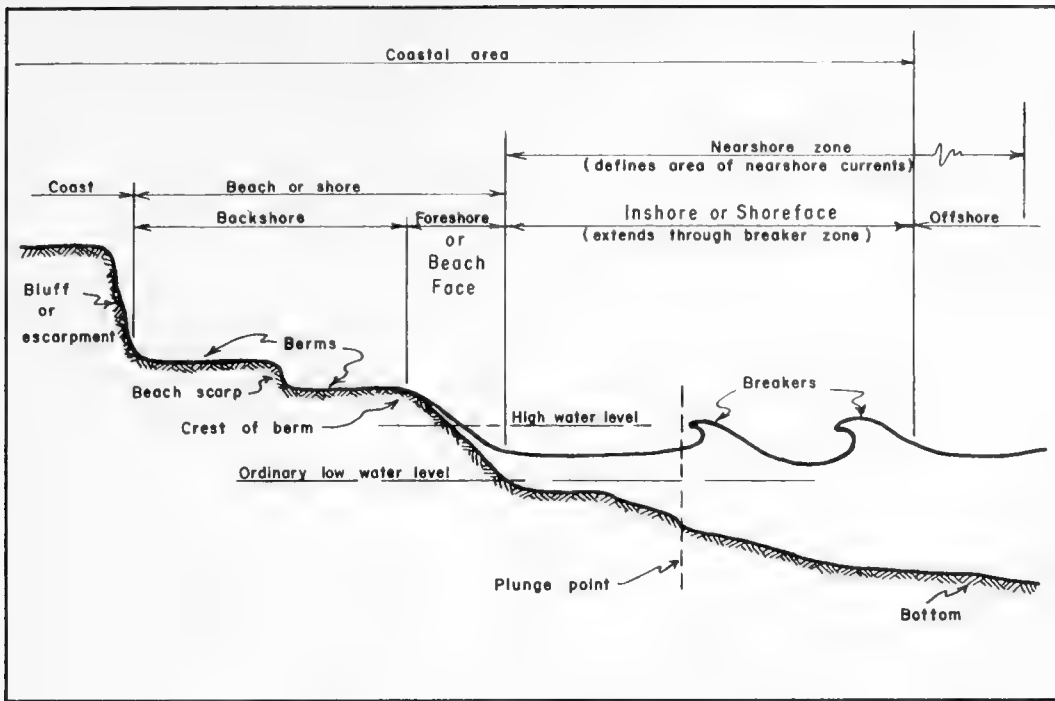 Coastal area
Nearshore zone
(defines area of nearshore currents)
Coast
Beach or shore
Backshore
Foreshore
or
Beach
Face
Inshore or Shoreface
(extends through breaker zone)
Offshore
Bluff
or
escarpment
Berms
Beach scarp
Crest of berm
High water level
Breakers
Ordinary low water level
Plunge point
Bottom